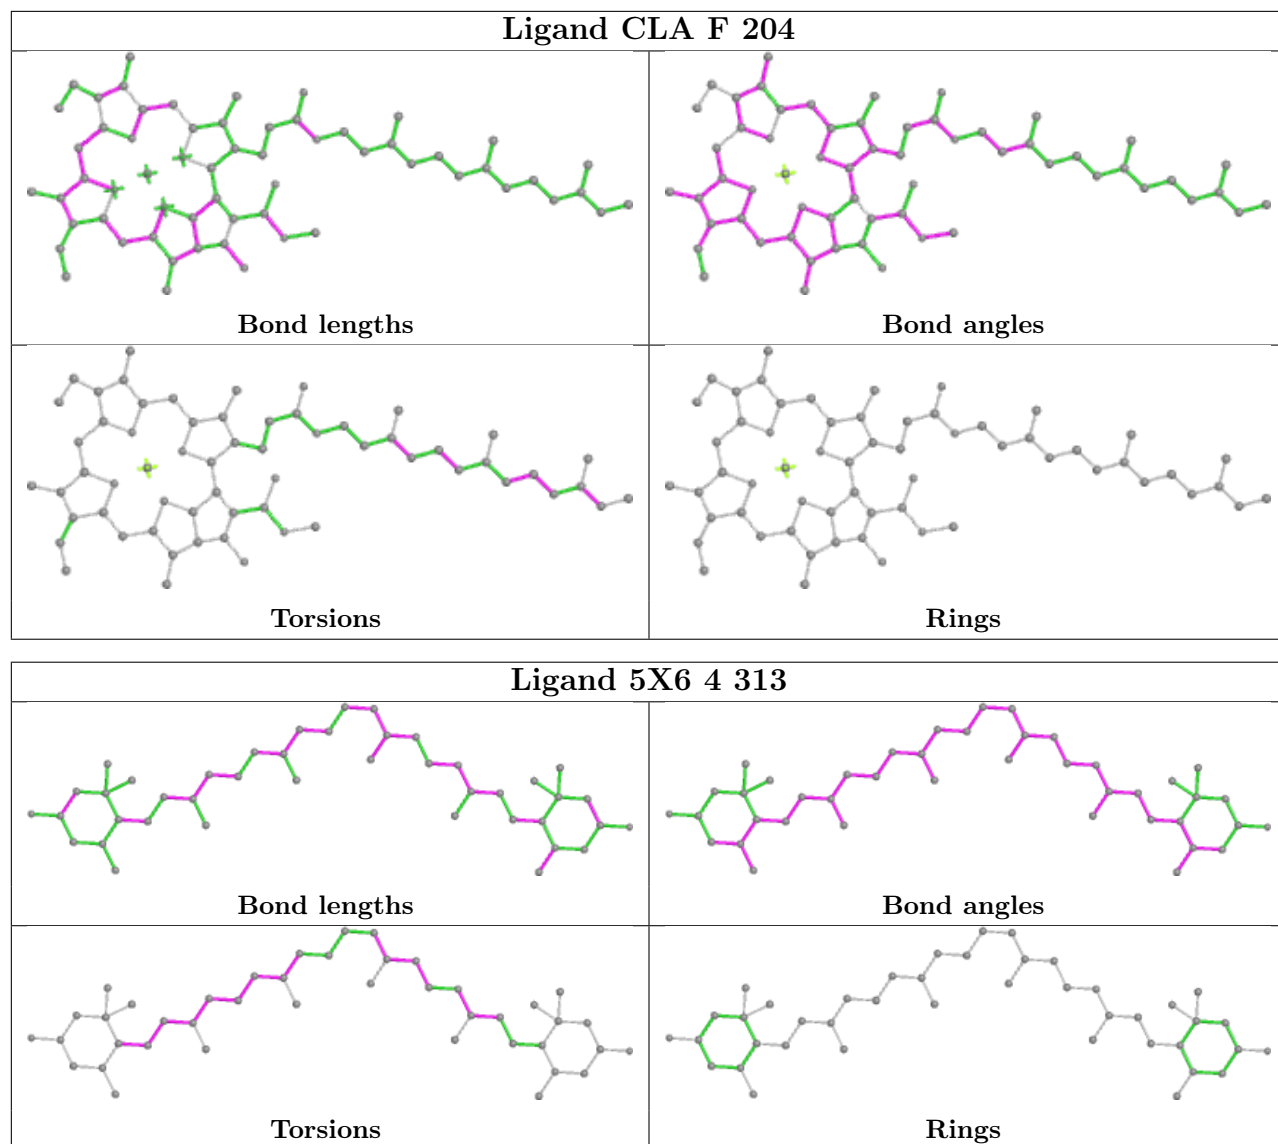 Ligand CLA F 204
Bond lengths
Bond angles
Torsions
Rings
Ligand 5X6 4 313
Bond lengths
Bond angles
Torsions
Rings